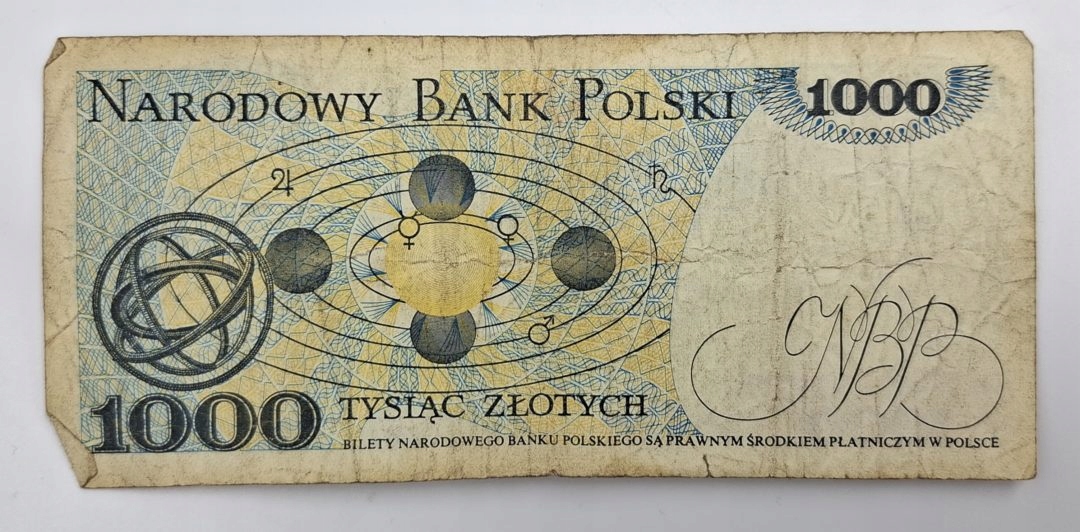 NARODOWY BANK POLSKI
1000
♃
♄
☿
♀
♂
NBP
1000
TYSIĄC ZŁOTYCH
BILETY NARODOWEGO BANKU POLSKIEGO SĄ PRAWNYM ŚRODKIEM PŁATNICZYM W POLSCE